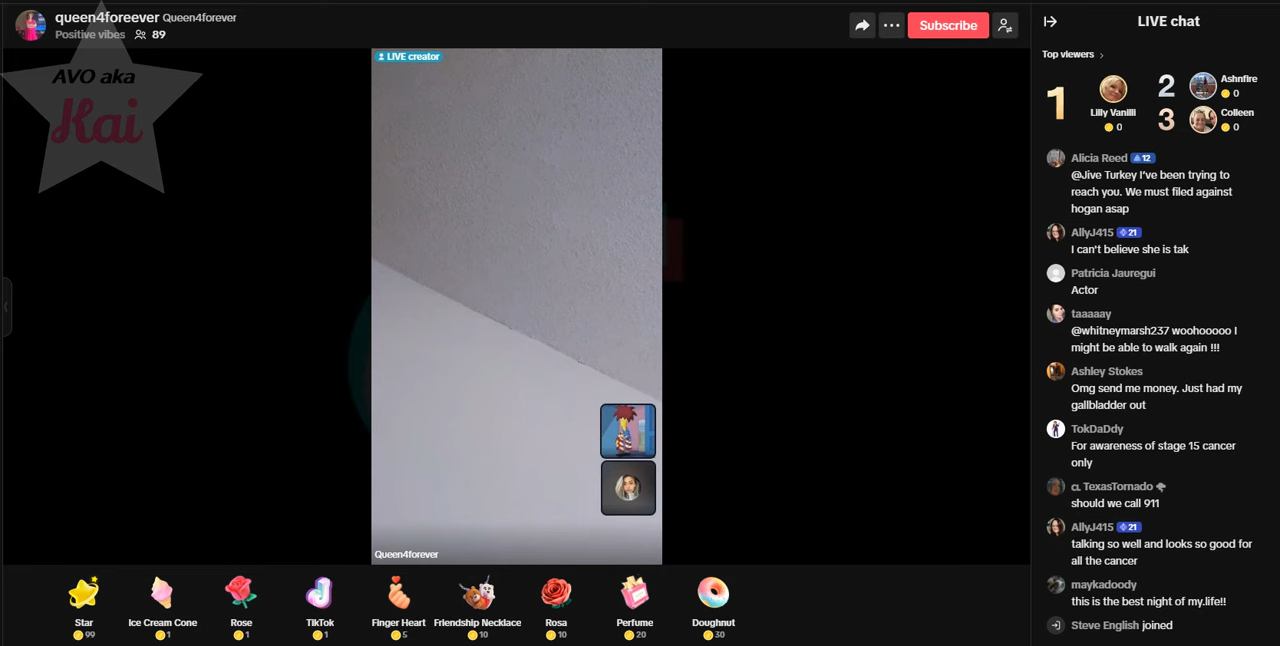 queen4foreever Queen4forever
Positive vibes 89
AVO aka
Kai
Subscribe
LIVE creator
Queen4forever
Star
99
Ice Cream Cone
1
Rose
1
TikTok
1
Finger Heart
5
Friendship Necklace
10
Rosa
10
Perfume
20
Doughnut
30
LIVE chat
Top viewers
1
Lilly Vanilli
0
2
Ashnfire
0
3
Colleen
0
Alicia Reed 12
@Jive Turkey I've been trying to
reach you. We must filed against
hogan asap
AllyJ415 21
I can't believe she is tak
Patricia Jauregui
Actor
taaaaay
@whitneymarsh237 woohooooo I
might be able to walk again !!!
Ashley Stokes
Omg send me money. Just had my
gallbladder out
TokDaDdy
For awareness of stage 15 cancer
only
TexasTornado
should we call 911
AllyJ415 21
talking so well and looks so good for
all the cancer
maykadoody
this is the best night of my.life!!
Steve English joined